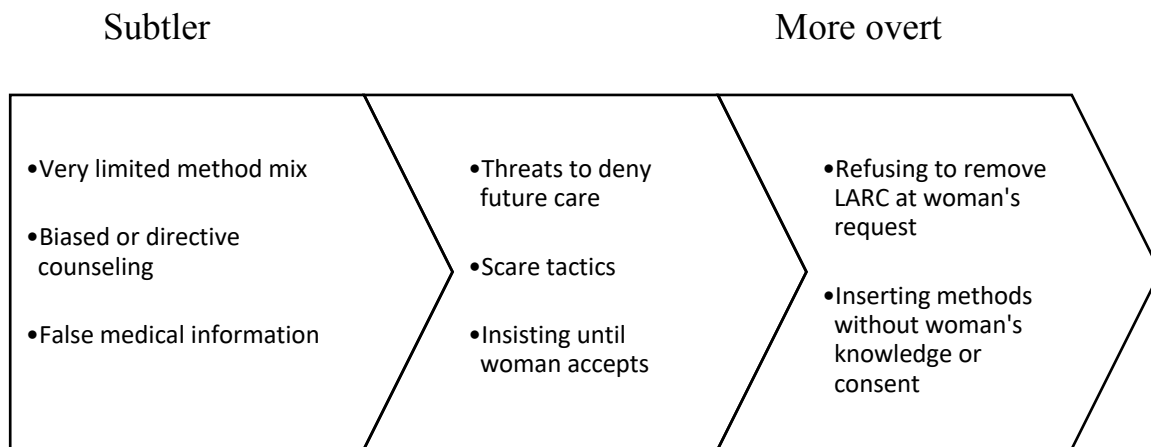 Subtler
More overt
•Very limited method mix
•Biased or directive
counseling
•False medical information
•Threats to deny
future care
•Scare tactics
•Insisting until
woman accepts
•Refusing to remove
LARC at woman's
request
•Inserting methods
without woman's
knowledge or
consent